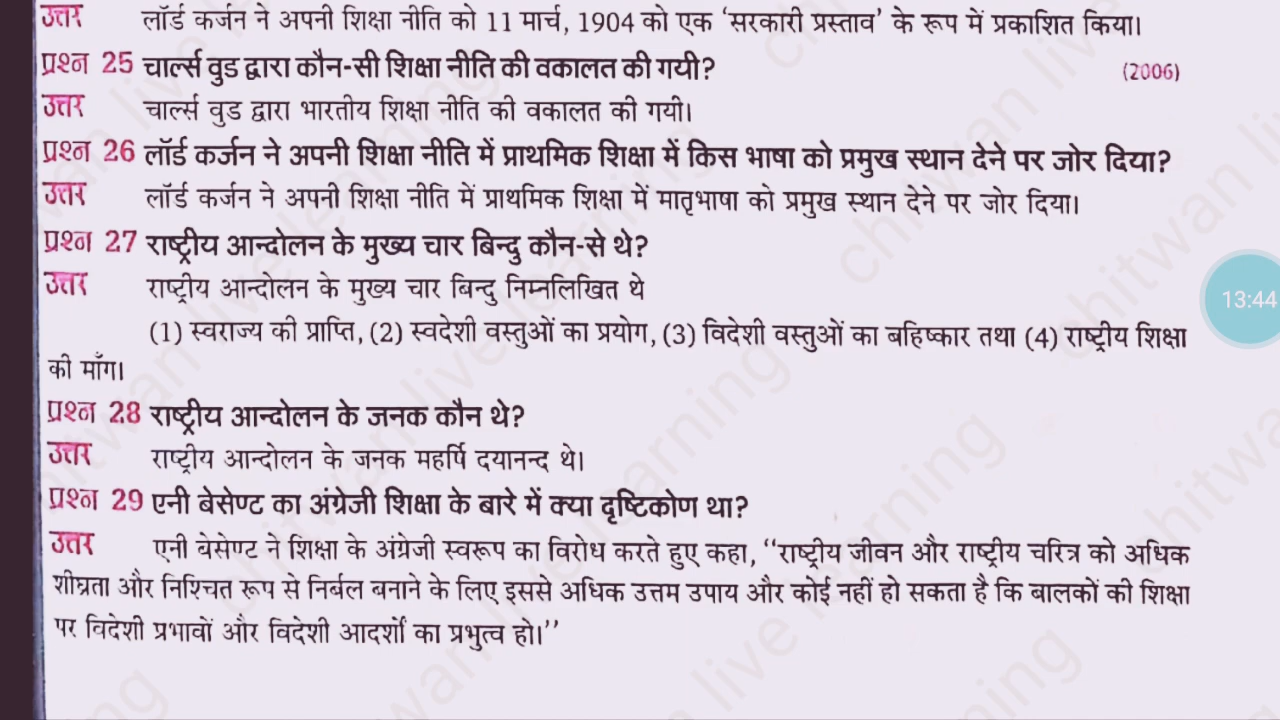 उत्तर लॉर्ड कर्जन ने अपनी शिक्षा नीति को 11 मार्च, 1904 को एक ‘सरकारी प्रस्ताव’ के रूप में प्रकाशित किया।
प्रश्न 25 चार्ल्स वुड द्वारा कौन-सी शिक्षा नीति की वकालत की गयी? (2006)
उत्तर चार्ल्स वुड द्वारा भारतीय शिक्षा नीति की वकालत की गयी।
प्रश्न 26 लॉर्ड कर्जन ने अपनी शिक्षा नीति में प्राथमिक शिक्षा में किस भाषा को प्रमुख स्थान देने पर जोर दिया?
उत्तर लॉर्ड कर्जन ने अपनी शिक्षा नीति में प्राथमिक शिक्षा में मातृभाषा को प्रमुख स्थान देने पर जोर दिया।
प्रश्न 27 राष्ट्रीय आन्दोलन के मुख्य चार बिन्दु कौन-से थे?
उत्तर राष्ट्रीय आन्दोलन के मुख्य चार बिन्दु निम्नलिखित थे
(1) स्वराज्य की प्राप्ति, (2) स्वदेशी वस्तुओं का प्रयोग, (3) विदेशी वस्तुओं का बहिष्कार तथा (4) राष्ट्रीय शिक्षा
की माँग।
13:44
प्रश्न 28 राष्ट्रीय आन्दोलन के जनक कौन थे?
उत्तर राष्ट्रीय आन्दोलन के जनक महर्षि दयानन्द थे।
प्रश्न 29 एनी बेसेण्ट का अंग्रेजी शिक्षा के बारे में क्या दृष्टिकोण था?
उत्तर एनी बेसेण्ट ने शिक्षा के अंग्रेजी स्वरूप का विरोध करते हुए कहा, ‘‘राष्ट्रीय जीवन और राष्ट्रीय चरित्र को अधिक
शीघ्रता और निश्चित रूप से निर्बल बनाने के लिए इससे अधिक उत्तम उपाय और कोई नहीं हो सकता है कि बालकों की शिक्षा
पर विदेशी प्रभावों और विदेशी आदर्शों का प्रभुत्व हो।’’
chitwan live learning